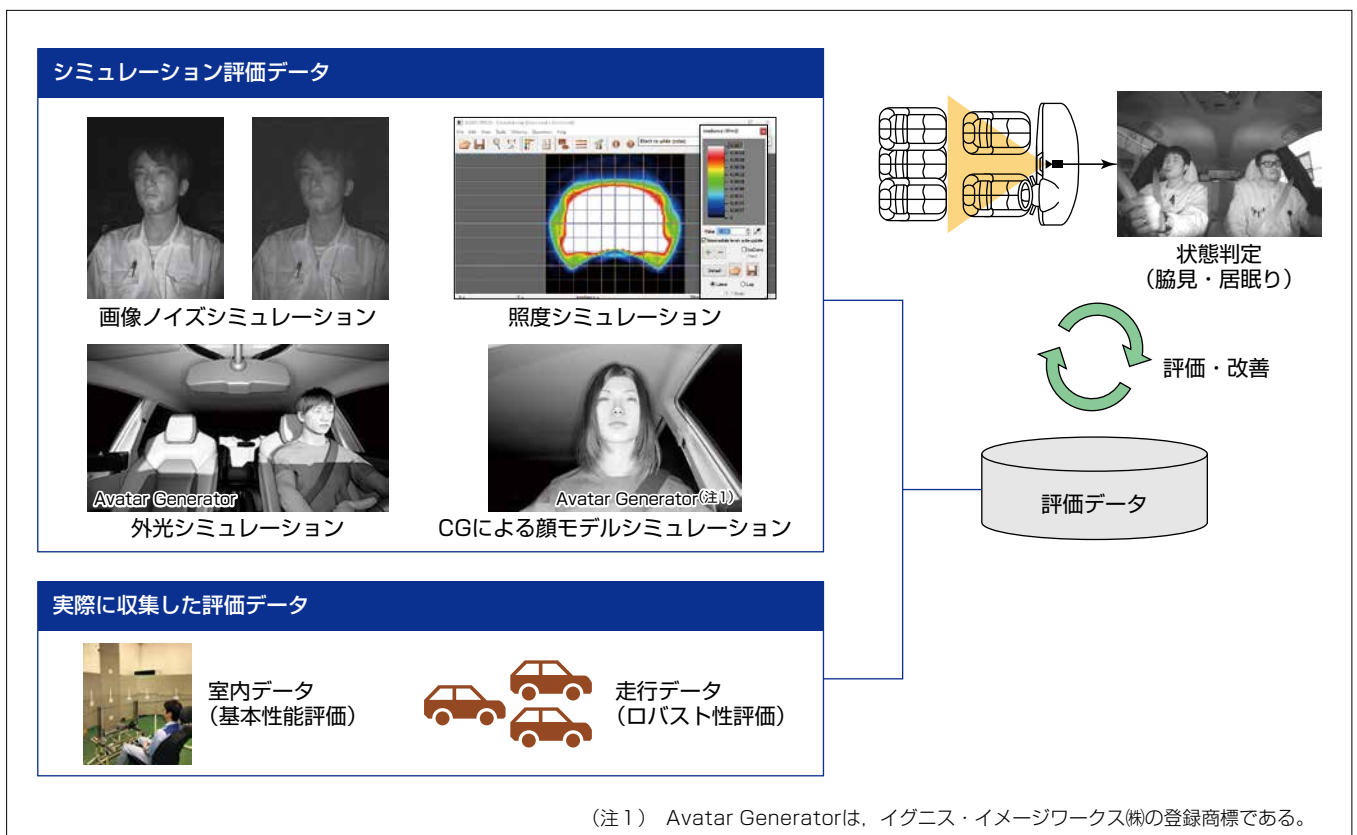 シミュレーション評価データ
画像ノイズシミュレーション
照度シミュレーション
Avatar Generator
外光シミュレーション
Avatar Generator(注1)
CGによる顔モデルシミュレーション
実際に収集した評価データ
室内データ
（基本性能評価）
走行データ
（ロバスト性評価）
状態判定
（脇見・居眠り）
評価・改善
評価データ
（注1） Avatar Generatorは，イグニス・イメージワークス㈱の登録商標である。